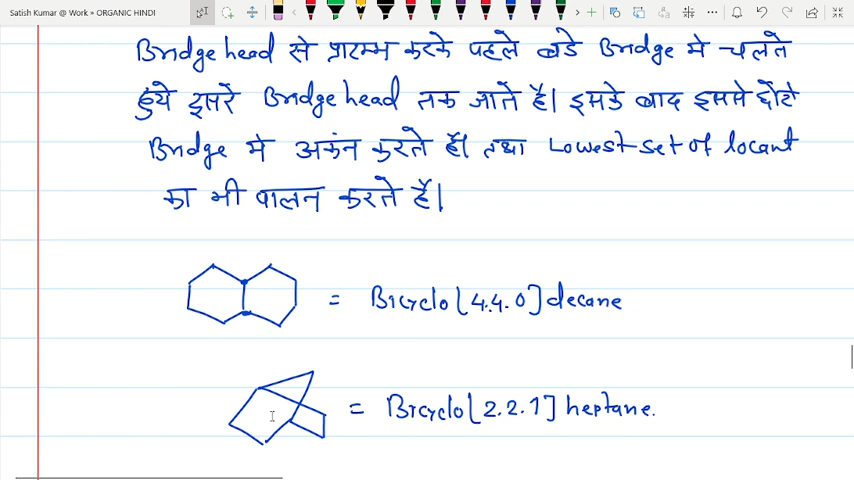 Satish Kumar @ Work » ORGANIC HINDI
Bridge head से प्रारम्भ करके पहले बडे Bridge मे चलते
हुये दुसरे Bridge head तक जाते है। इसके बाद इससे छोटे
Bridge मे अकंन करते हैं। तथा Lowest-set of locant
का भी पालन करते हैं।
= Bicyclo[4.4.0]decane
= Bicyclo[2.2.1]heptane.